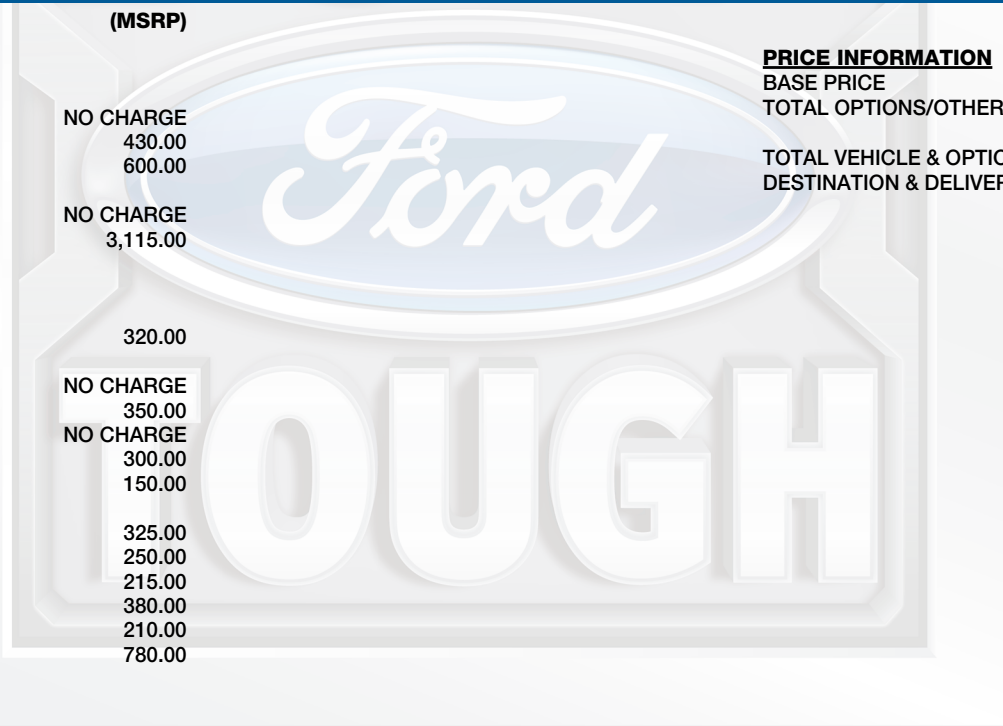 (MSRP)
NO CHARGE
430.00
600.00
NO CHARGE
3,115.00
320.00
NO CHARGE
350.00
NO CHARGE
300.00
150.00
325.00
250.00
215.00
380.00
210.00
780.00
PRICE INFORMATION
BASE PRICE
TOTAL OPTIONS/OTHER
TOTAL VEHICLE & OPTIO
DESTINATION & DELIVER
Ford
TOUGH